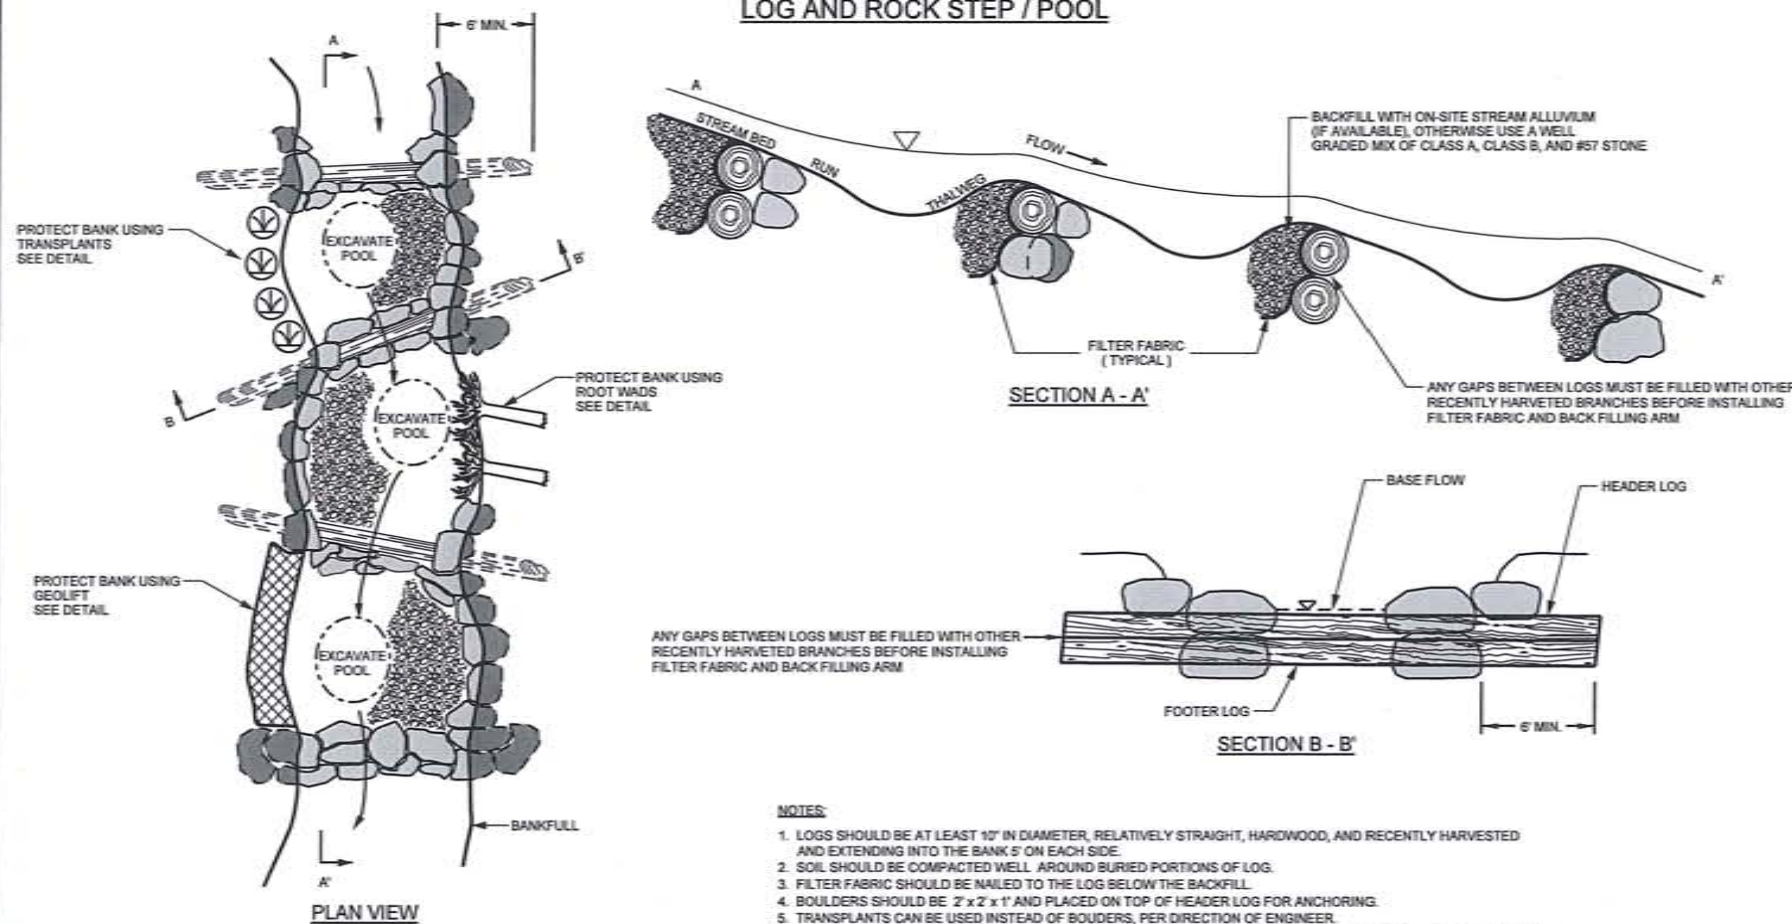 LOG AND ROCK STEP / POOL
6' MIN.
A
PROTECT BANK USING
TRANSPLANTS
SEE DETAIL
EXCAVATE
POOL
B'
B
EXCAVATE
POOL
PROTECT BANK USING
ROOT WADS
SEE DETAIL
PROTECT BANK USING
GEOLIFT
SEE DETAIL
EXCAVATE
POOL
BANKFULL
A'
PLAN VIEW
A
STREAM BED
RUN
THALWEG
FLOW
BACKFILL WITH ON-SITE STREAM ALLUVIUM
(IF AVAILABLE), OTHERWISE USE A WELL
GRADED MIX OF CLASS A, CLASS B, AND #57 STONE
A'
FILTER FABRIC
( TYPICAL )
SECTION A - A'
ANY GAPS BETWEEN LOGS MUST BE FILLED WITH OTHER
RECENTLY HARVETED BRANCHES BEFORE INSTALLING
FILTER FABRIC AND BACK FILLING ARM
BASE FLOW
HEADER LOG
ANY GAPS BETWEEN LOGS MUST BE FILLED WITH OTHER
RECENTLY HARVETED BRANCHES BEFORE INSTALLING
FILTER FABRIC AND BACK FILLING ARM
FOOTER LOG
6' MIN.
SECTION B - B'
NOTES:
1. LOGS SHOULD BE AT LEAST 10" IN DIAMETER, RELATIVELY STRAIGHT, HARDWOOD, AND RECENTLY HARVESTED
AND EXTENDING INTO THE BANK 5' ON EACH SIDE.
2. SOIL SHOULD BE COMPACTED WELL AROUND BURIED PORTIONS OF LOG.
3. FILTER FABRIC SHOULD BE NAILED TO THE LOG BELOW THE BACKFILL.
4. BOULDERS SHOULD BE 2' x 2' x 1' AND PLACED ON TOP OF HEADER LOG FOR ANCHORING.
5. TRANSPLANTS CAN BE USED INSTEAD OF BOUDERS, PER DIRECTION OF ENGINEER.